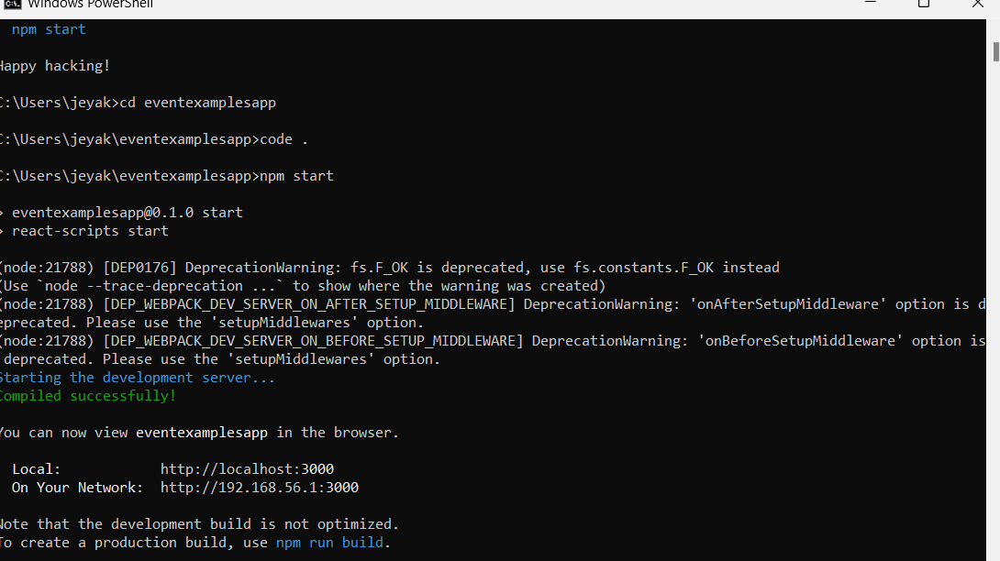 Windows PowerShell
npm start
Happy hacking!
C:\Users\jeyak>cd eventexamplesapp
C:\Users\jeyak\eventexamplesapp>code .
C:\Users\jeyak\eventexamplesapp>npm start
> eventexamplesapp@0.1.0 start
> react-scripts start
(node:21788) [DEP0176] DeprecationWarning: fs.F_OK is deprecated, use fs.constants.F_OK instead
(Use `node --trace-deprecation ...` to show where the warning was created)
(node:21788) [DEP_WEBPACK_DEV_SERVER_ON_AFTER_SETUP_MIDDLEWARE] DeprecationWarning: 'onAfterSetupMiddleware' option is d
eprecated. Please use the 'setupMiddlewares' option.
(node:21788) [DEP_WEBPACK_DEV_SERVER_ON_BEFORE_SETUP_MIDDLEWARE] DeprecationWarning: 'onBeforeSetupMiddleware' option is
deprecated. Please use the 'setupMiddlewares' option.
Starting the development server...
Compiled successfully!
You can now view eventexamplesapp in the browser.
Local: http://localhost:3000
On Your Network: http://192.168.56.1:3000
Note that the development build is not optimized.
To create a production build, use npm run build.